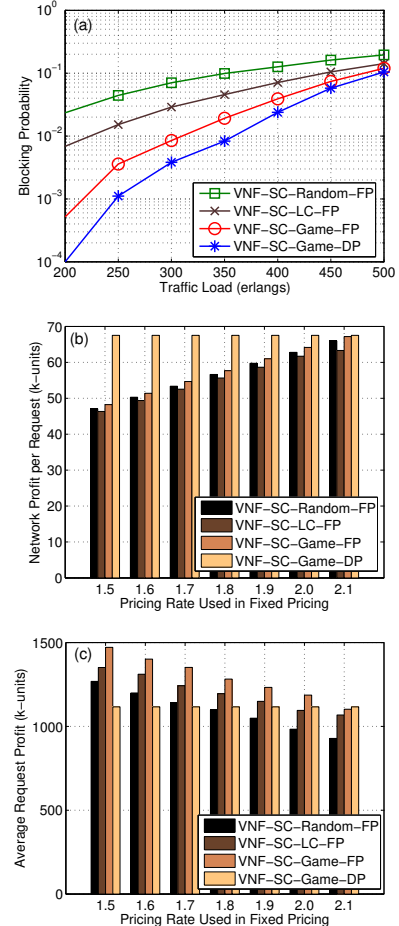 (a)
Blocking Probability
10^0
10^−1
10^−2
10^−3
10^−4
VNF−SC−Random−FP
VNF−SC−LC−FP
VNF−SC−Game−FP
VNF−SC−Game−DP
200 250 300 350 400 450 500
Traffic Load (erlangs)
(b)
Network Profit per Request (k−units)
70
60
50
40
30
20
10
0
VNF−SC−Random−FP
VNF−SC−LC−FP
VNF−SC−Game−FP
VNF−SC−Game−DP
1.5 1.6 1.7 1.8 1.9 2.0 2.1
Pricing Rate Used in Fixed Pricing
(c)
Average Request Profit (k−units)
1500
1000
500
0
VNF−SC−Random−FP
VNF−SC−LC−FP
VNF−SC−Game−FP
VNF−SC−Game−DP
1.5 1.6 1.7 1.8 1.9 2.0 2.1
Pricing Rate Used in Fixed Pricing